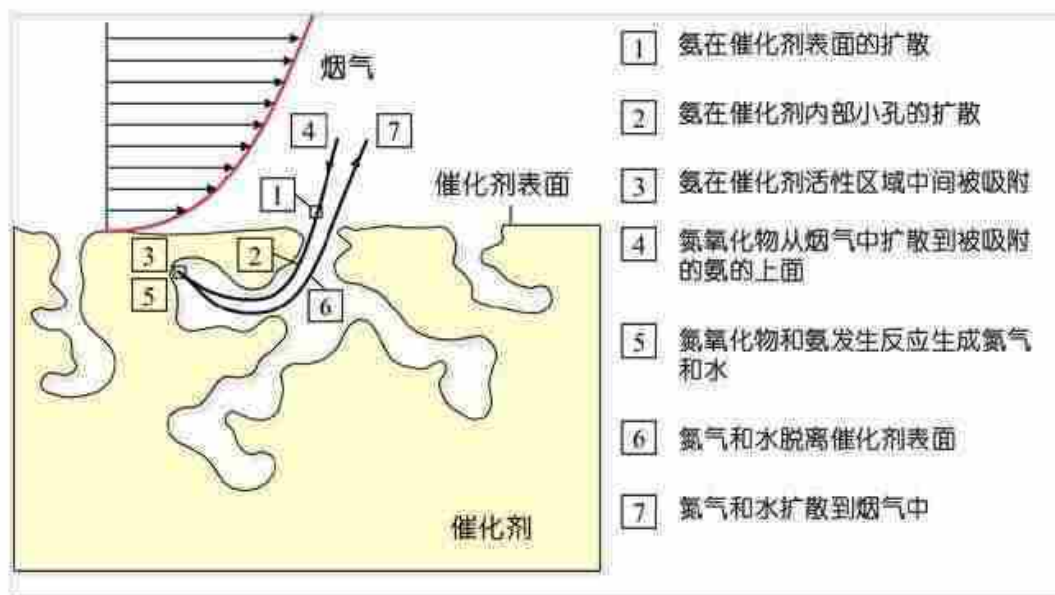 烟气
4
7
1
催化剂表面
3
2
5
6
催化剂
1 氨在催化剂表面的扩散
2 氨在催化剂内部小孔的扩散
3 氨在催化剂活性区域中间被吸附
4 氮氧化物从烟气中扩散到被吸附
的氨的上面
5 氮氧化物和氨发生反应生成氮气
和水
6 氮气和水脱离催化剂表面
7 氮气和水扩散到烟气中